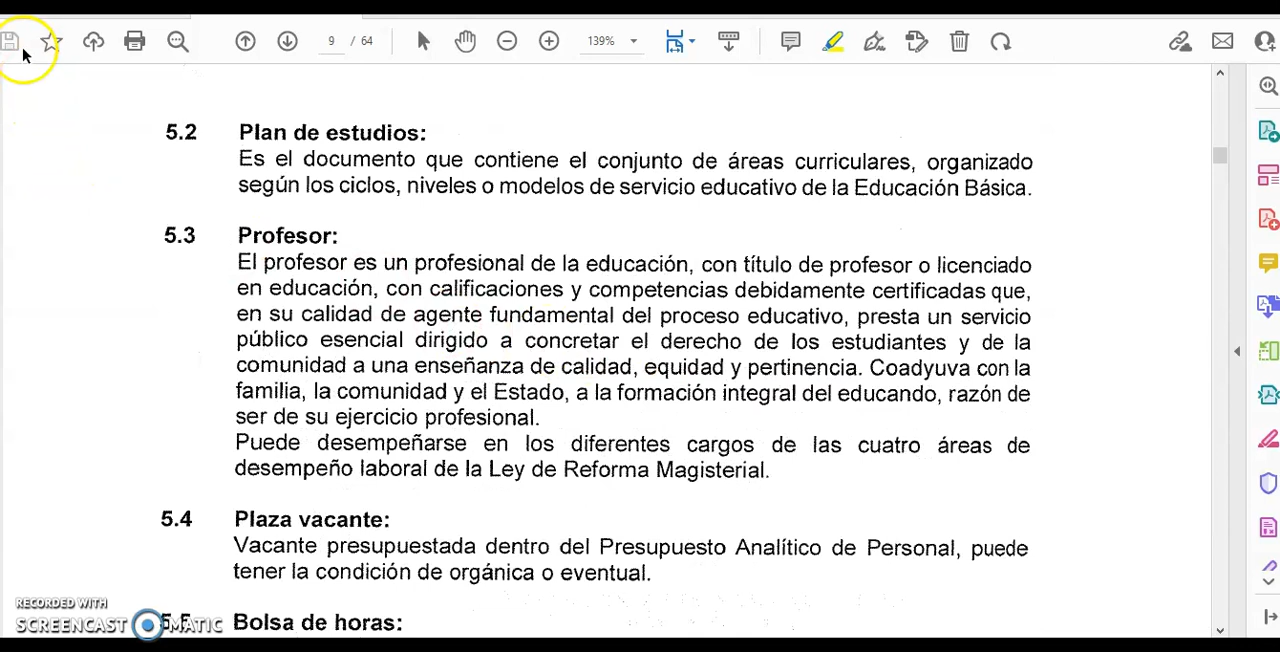 9 / 64
139%
5.2 Plan de estudios:
Es el documento que contiene el conjunto de áreas curriculares, organizado
según los ciclos, niveles o modelos de servicio educativo de la Educación Básica.
5.3 Profesor:
El profesor es un profesional de la educación, con título de profesor o licenciado
en educación, con calificaciones y competencias debidamente certificadas que,
en su calidad de agente fundamental del proceso educativo, presta un servicio
público esencial dirigido a concretar el derecho de los estudiantes y de la
comunidad a una enseñanza de calidad, equidad y pertinencia. Coadyuva con la
familia, la comunidad y el Estado, a la formación integral del educando, razón de
ser de su ejercicio profesional.
Puede desempeñarse en los diferentes cargos de las cuatro áreas de
desempeño laboral de la Ley de Reforma Magisterial.
5.4 Plaza vacante:
Vacante presupuestada dentro del Presupuesto Analítico de Personal, puede
tener la condición de orgánica o eventual.
5.5 Bolsa de horas:
RECORDED WITH
SCREENCAST MATIC